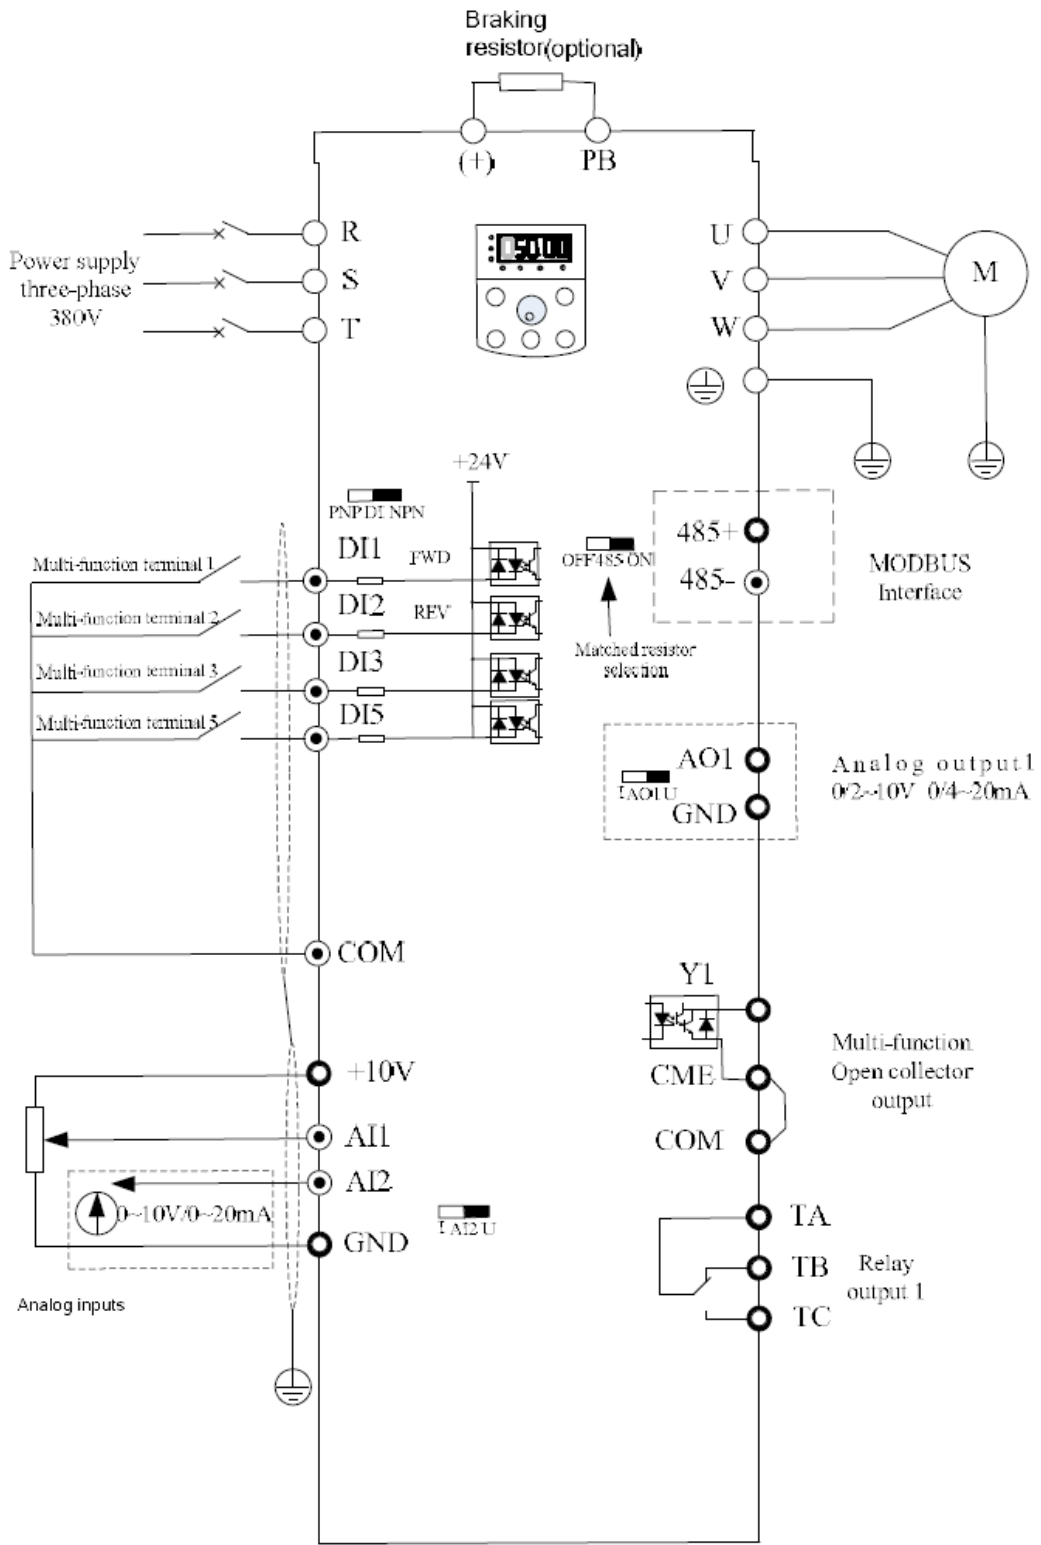 Braking
resistor(optional)
(+)
PB
R
S
T
Power supply
three-phase
380V
50.00
U
V
W
M
+24V
PNP DI NPN
DI1
FWD
Multi-function terminal 1
DI2
REV
Multi-function terminal 2
DI3
Multi-function terminal 3
DI5
Multi-function terminal 5
485+
OFF485 ON
485-
MODBUS
Interface
Matched resistor
selection
AO1
I AO1 U
GND
Analog output1
0/2~10V 0/4~20mA
COM
Y1
CME
COM
Multi-function
Open collector
output
+10V
AI1
AI2
0~10V/0~20mA
I AI2 U
GND
Analog inputs
TA
TB
TC
Relay
output 1